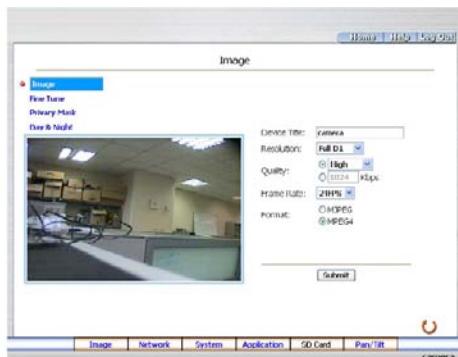 Home Help Log Out
Image
Image
Fine Tune
Privacy Mask
Day & Night
Device Title: camera
Resolution: Full D1
Quality: High
1024 Kbps
Frame Rate:
Format: MJPEG
MPEG4
Submit
Image Network System Application SD Card Pan/Tilt